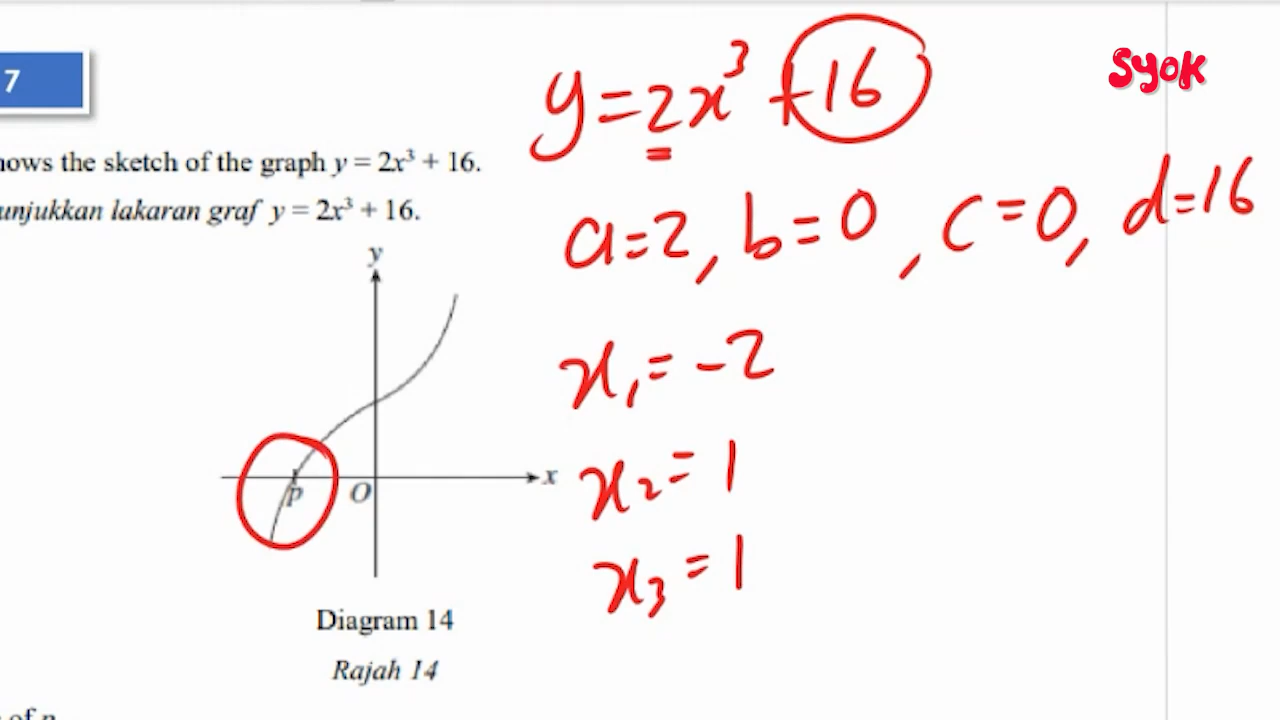 7
y = 2x³ + 16
Syok
hows the sketch of the graph y = 2x³ + 16.
unjukkan lakaran graf y = 2x³ + 16.
a=2, b=0, c=0, d=16
y
x₁ = -2
x
p O
x₂ = 1
x₃ = 1
Diagram 14
Rajah 14
of p